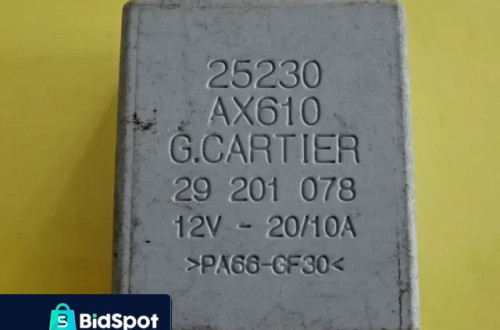 25230
AX610
G.CARTIER
29 201 078
12V - 20/10A
>PA66-GF30<
S BidSpot